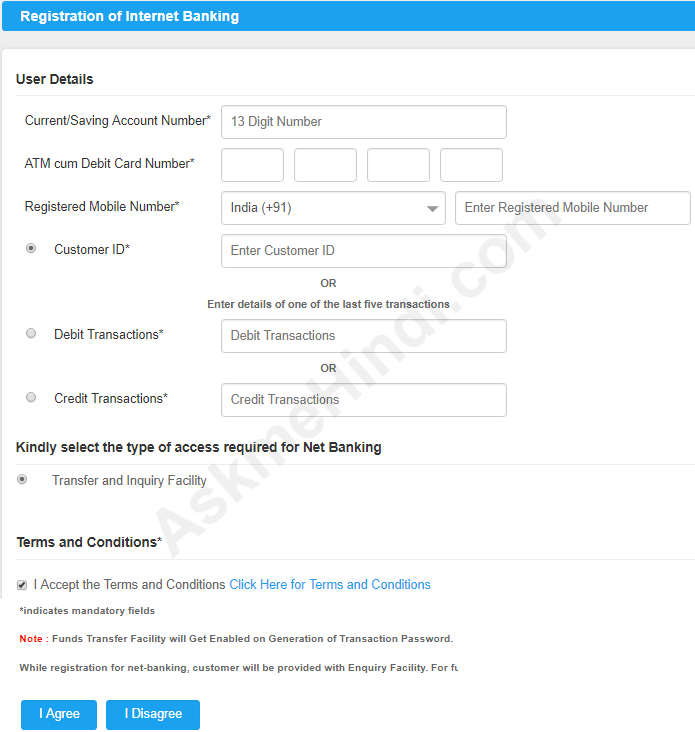 Registration of Internet Banking
User Details
Current/Saving Account Number* 13 Digit Number
ATM cum Debit Card Number*
Registered Mobile Number* India (+91) Enter Registered Mobile Number
Customer ID* Enter Customer ID
OR
Enter details of one of the last five transactions
Debit Transactions* Debit Transactions
OR
Credit Transactions* Credit Transactions
Kindly select the type of access required for Net Banking
Transfer and Inquiry Facility
Terms and Conditions*
I Accept the Terms and Conditions Click Here for Terms and Conditions
*indicates mandatory fields
Note : Funds Transfer Facility will Get Enabled on Generation of Transaction Password.
While registration for net-banking, customer will be provided with Enquiry Facility. For fu
I Agree I Disagree
AskmeHindi.com